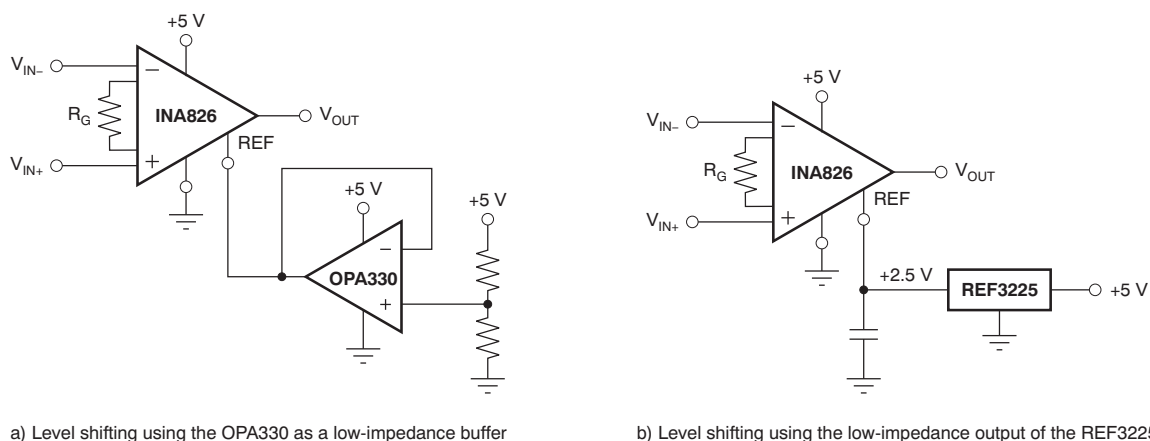 +5 V
V_IN–
−
R_G
INA826
V_OUT
REF
V_IN+
+
+5 V
+5 V
−
OPA330
+
a) Level shifting using the OPA330 as a low-impedance buffer
+5 V
V_IN–
−
R_G
INA826
V_OUT
REF
V_IN+
+
+2.5 V
REF3225
+5 V
b) Level shifting using the low-impedance output of the REF3225